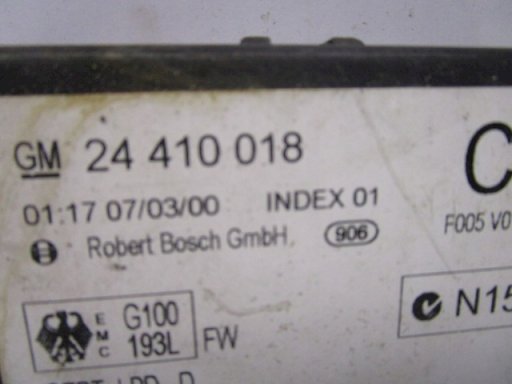 GM 24 410 018
01:17 07/03/00 INDEX 01
Robert Bosch GmbH. 906
F005 V0
EMC G100
193L FW
N15